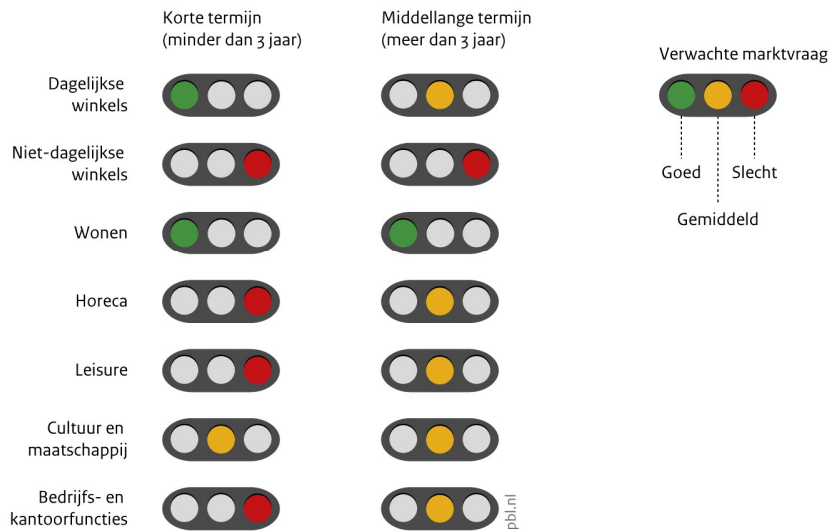 Korte termijn
(minder dan 3 jaar)
Middellange termijn
(meer dan 3 jaar)
Verwachte marktvraag
Goed
Slecht
Gemiddeld
Dagelijkse
winkels
Niet-dagelijkse
winkels
Wonen
Horeca
Leisure
Cultuur en
maatschappij
Bedrijfs- en
kantoorfuncties
pbl.nl